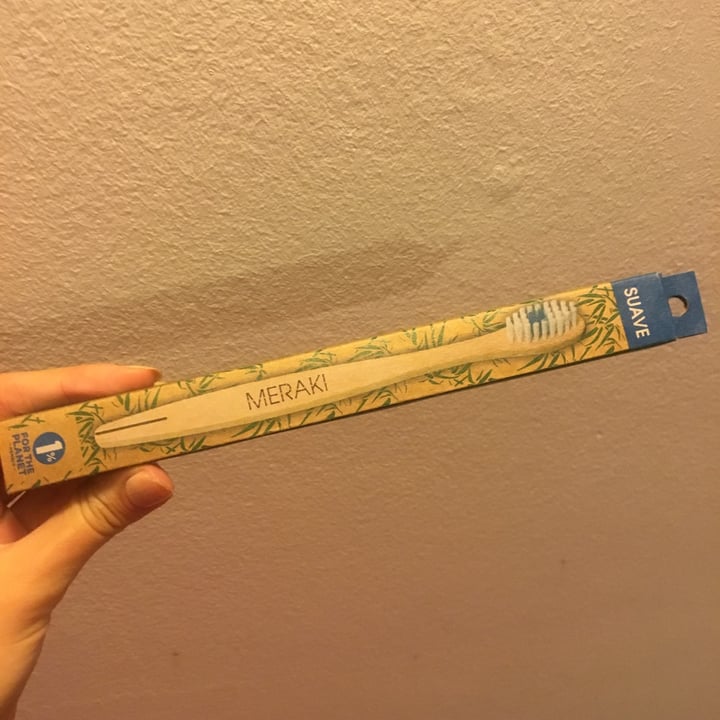 SUAVE
MERAKI
1%
FOR THE
PLANET